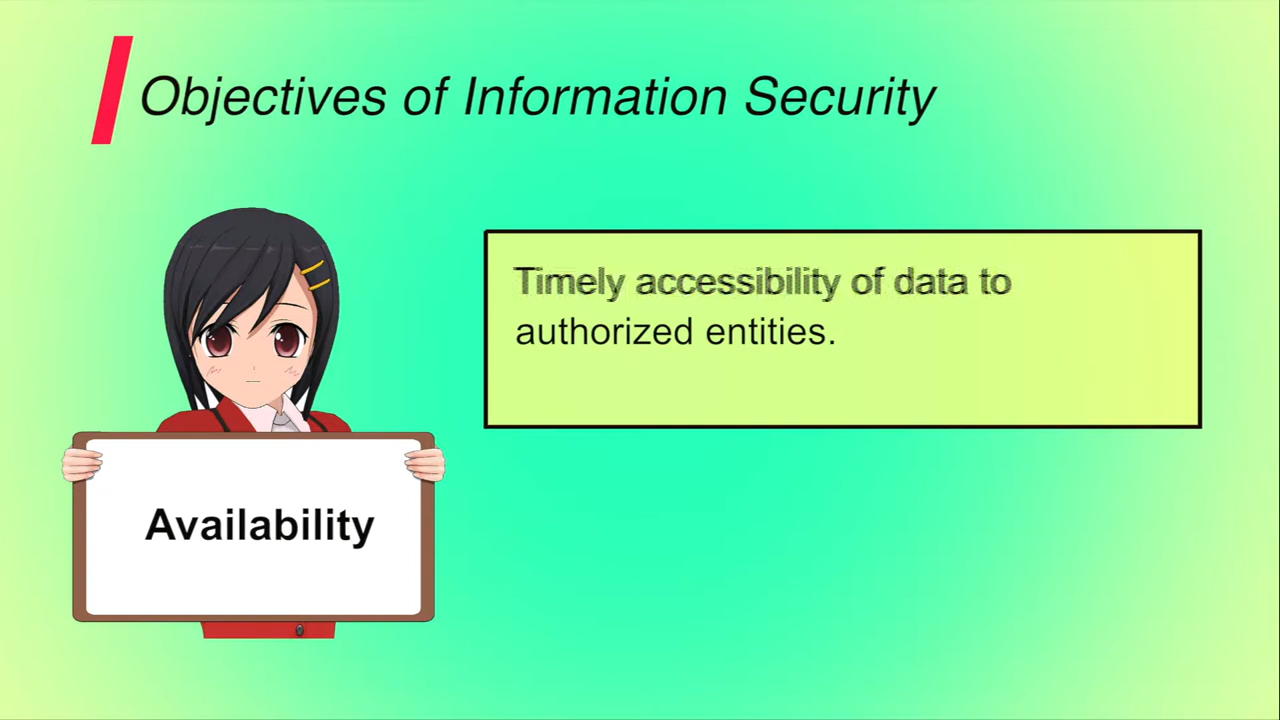 Objectives of Information Security
Timely accessibility of data to
authorized entities.
Availability